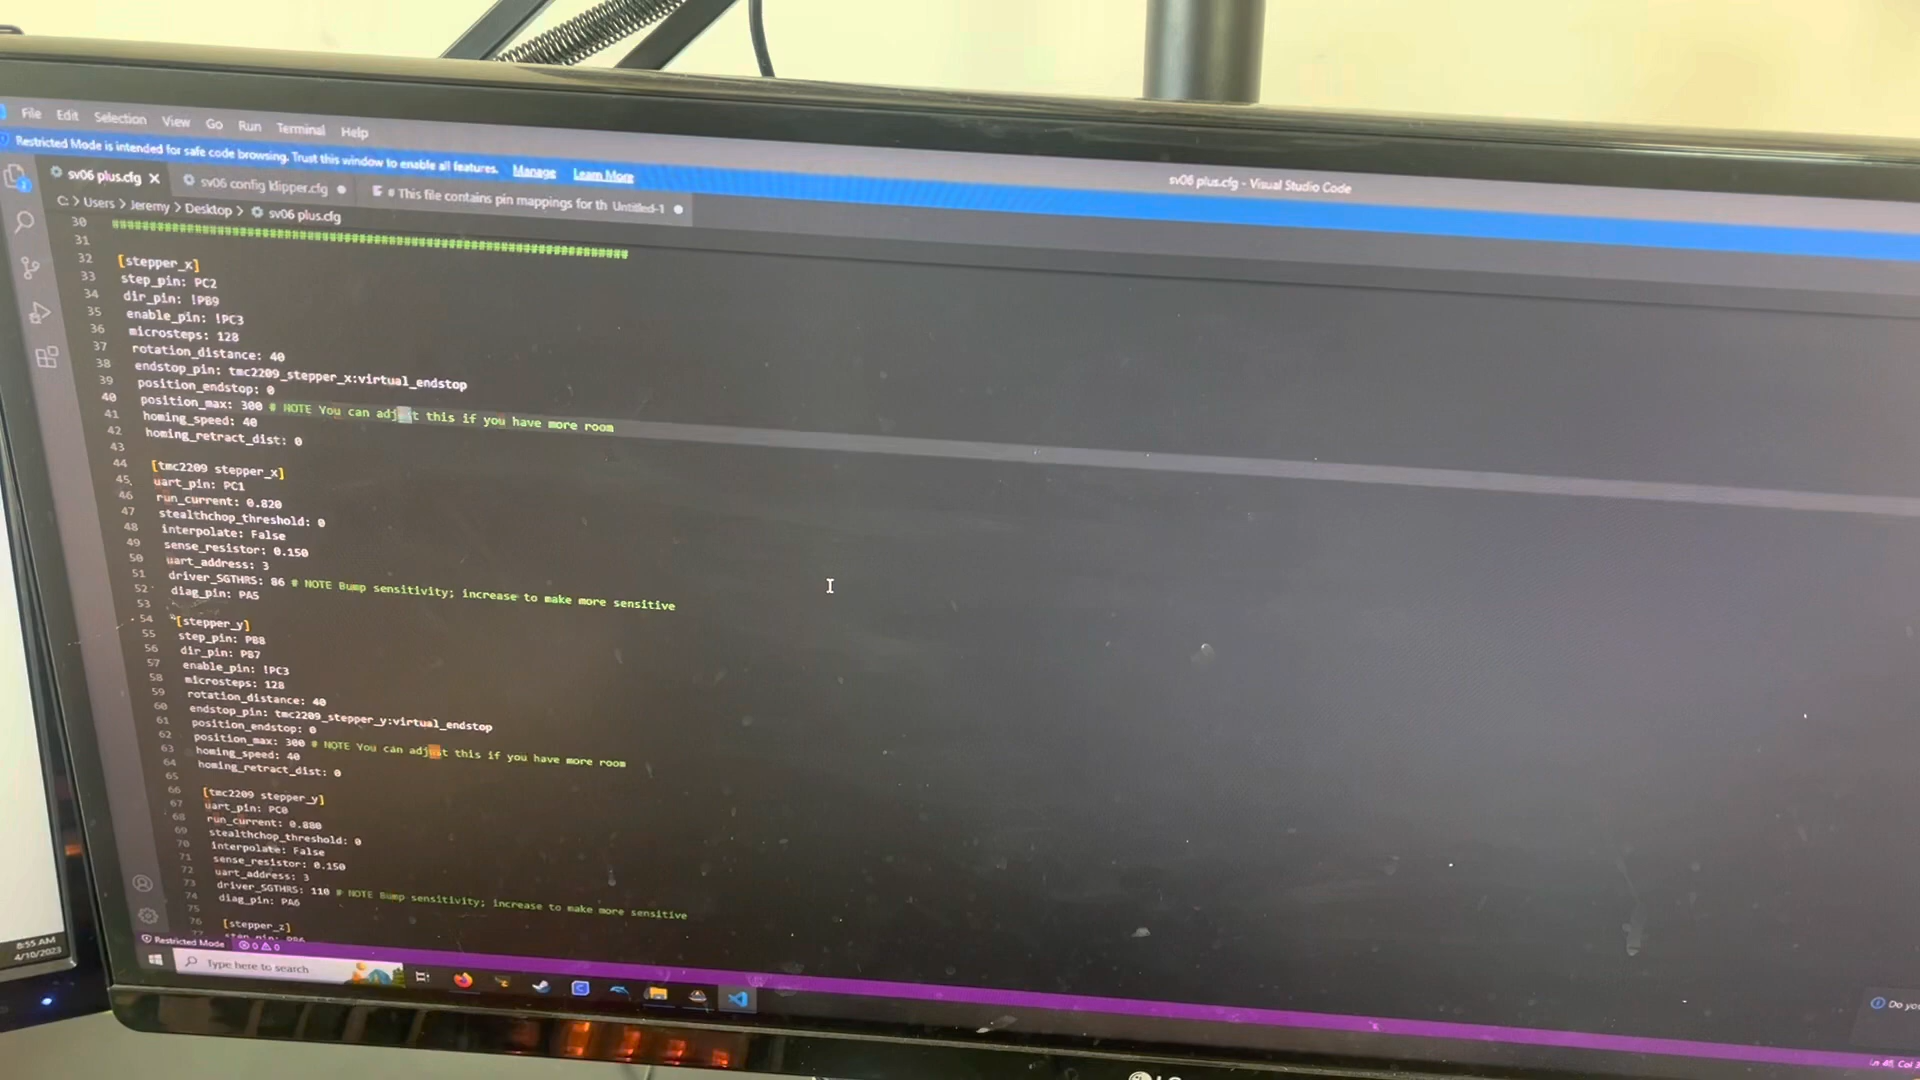 File Edit Selection View Go Run Terminal Help
sv06 plus.cfg - Visual Studio Code
Restricted Mode is intended for safe code browsing. Trust this window to enable all features. Manage Learn More
sv06 plus.cfg sv06 config klipper.cfg # This file contains pin mappings for th Untitled-1
C: > Users > Jeremy > Desktop > sv06 plus.cfg
30
31
32 [stepper_x]
33 step_pin: PC2
34 dir_pin: !PB9
35 enable_pin: !PC3
36 microsteps: 128
37 rotation_distance: 40
38 endstop_pin: tmc2209_stepper_x:virtual_endstop
39 position_endstop: 0
40 position_max: 300 # NOTE You can adjust this if you have more room
41 homing_speed: 40
42 homing_retract_dist: 0
43
44 [tmc2209 stepper_x]
45 uart_pin: PC1
46 run_current: 0.820
47 stealthchop_threshold: 0
48 interpolate: False
49 sense_resistor: 0.150
50 uart_address: 3
51 driver_SGTHRS: 86 # NOTE Bump sensitivity; increase to make more sensitive
52 diag_pin: PA5
53
54 [stepper_y]
55 step_pin: PB8
56 dir_pin: PB7
57 enable_pin: !PC3
58 microsteps: 128
59 rotation_distance: 40
60 endstop_pin: tmc2209_stepper_y:virtual_endstop
61 position_endstop: 0
62 position_max: 300 # NOTE You can adjust this if you have more room
63 homing_speed: 40
64 homing_retract_dist: 0
65
66 [tmc2209 stepper_y]
67 uart_pin: PC0
68 run_current: 0.880
69 stealthchop_threshold: 0
70 interpolate: False
71 sense_resistor: 0.150
72 uart_address: 3
73 driver_SGTHRS: 110 # NOTE Bump sensitivity; increase to make more sensitive
74 diag_pin: PA6
75
76 [stepper_z]
Restricted Mode 0 0
Type here to search
8:55 AM
4/10/2023
Do you
LG